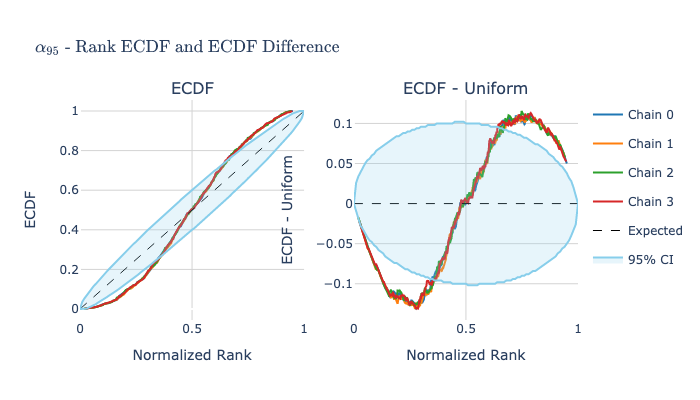 α95 - Rank ECDF and ECDF Difference
ECDF
ECDF
1
0.8
0.6
0.4
0.2
0
0
0.5
1
Normalized Rank
ECDF - Uniform
ECDF - Uniform
0.1
0.05
0
−0.05
−0.1
0
0.5
1
Normalized Rank
Chain 0
Chain 1
Chain 2
Chain 3
Expected
95% CI